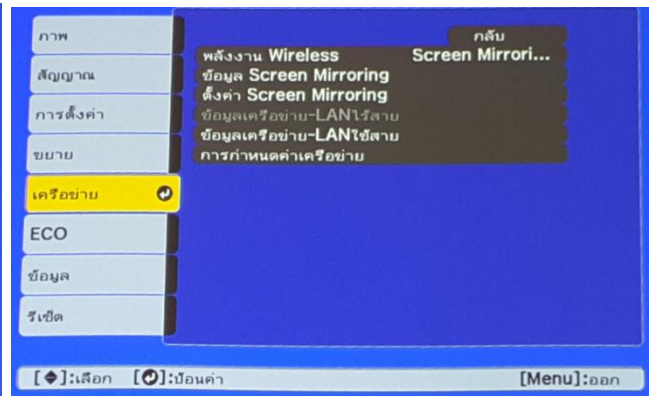 ภาพ
สัญญาณ
การตั้งค่า
ขยาย
เครือข่าย
ECO
ข้อมูล
รีเซ็ต
กลับ
พลังงาน Wireless Screen Mirrori...
ข้อมูล Screen Mirroring
ตั้งค่า Screen Mirroring
ข้อมูลเครือข่าย-LANไร้สาย
ข้อมูลเครือข่าย-LANใช้สาย
การกำหนดค่าเครือข่าย
[◆]:เลือก [↵]:ป้อนค่า [Menu]:ออก